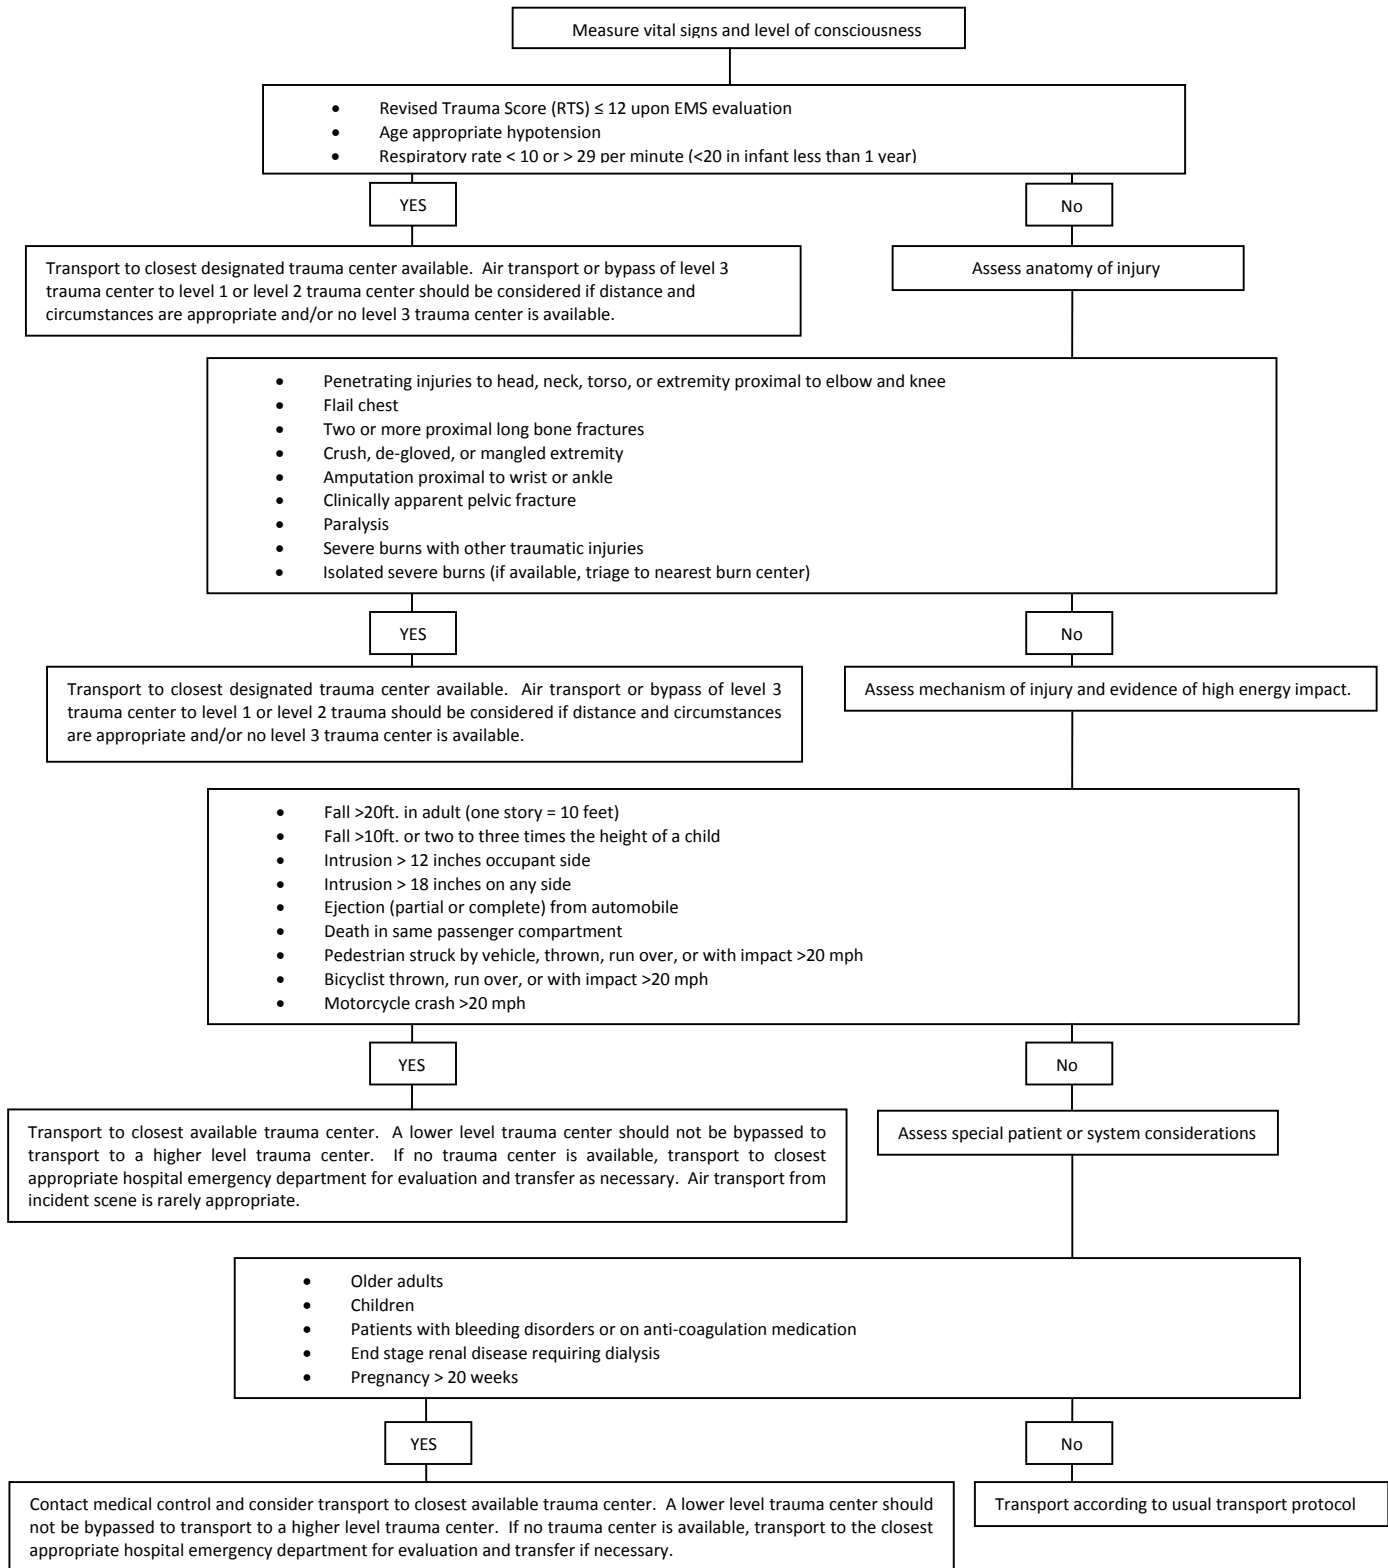 Measure vital signs and level of consciousness
• Revised Trauma Score (RTS) ≤ 12 upon EMS evaluation
• Age appropriate hypotension
• Respiratory rate < 10 or > 29 per minute (<20 in infant less than 1 year)
YES
No
Transport to closest designated trauma center available. Air transport or bypass of level 3
trauma center to level 1 or level 2 trauma center should be considered if distance and
circumstances are appropriate and/or no level 3 trauma center is available.
Assess anatomy of injury
• Penetrating injuries to head, neck, torso, or extremity proximal to elbow and knee
• Flail chest
• Two or more proximal long bone fractures
• Crush, de-gloved, or mangled extremity
• Amputation proximal to wrist or ankle
• Clinically apparent pelvic fracture
• Paralysis
• Severe burns with other traumatic injuries
• Isolated severe burns (if available, triage to nearest burn center)
YES
No
Transport to closest designated trauma center available. Air transport or bypass of level 3
trauma center to level 1 or level 2 trauma should be considered if distance and circumstances
are appropriate and/or no level 3 trauma center is available.
Assess mechanism of injury and evidence of high energy impact.
• Fall >20ft. in adult (one story = 10 feet)
• Fall >10ft. or two to three times the height of a child
• Intrusion > 12 inches occupant side
• Intrusion > 18 inches on any side
• Ejection (partial or complete) from automobile
• Death in same passenger compartment
• Pedestrian struck by vehicle, thrown, run over, or with impact >20 mph
• Bicyclist thrown, run over, or with impact >20 mph
• Motorcycle crash >20 mph
YES
No
Transport to closest available trauma center. A lower level trauma center should not be bypassed to
transport to a higher level trauma center. If no trauma center is available, transport to closest
appropriate hospital emergency department for evaluation and transfer as necessary. Air transport from
incident scene is rarely appropriate.
Assess special patient or system considerations
• Older adults
• Children
• Patients with bleeding disorders or on anti-coagulation medication
• End stage renal disease requiring dialysis
• Pregnancy > 20 weeks
YES
No
Contact medical control and consider transport to closest available trauma center. A lower level trauma center should
not be bypassed to transport to a higher level trauma center. If no trauma center is available, transport to the closest
appropriate hospital emergency department for evaluation and transfer if necessary.
Transport according to usual transport protocol